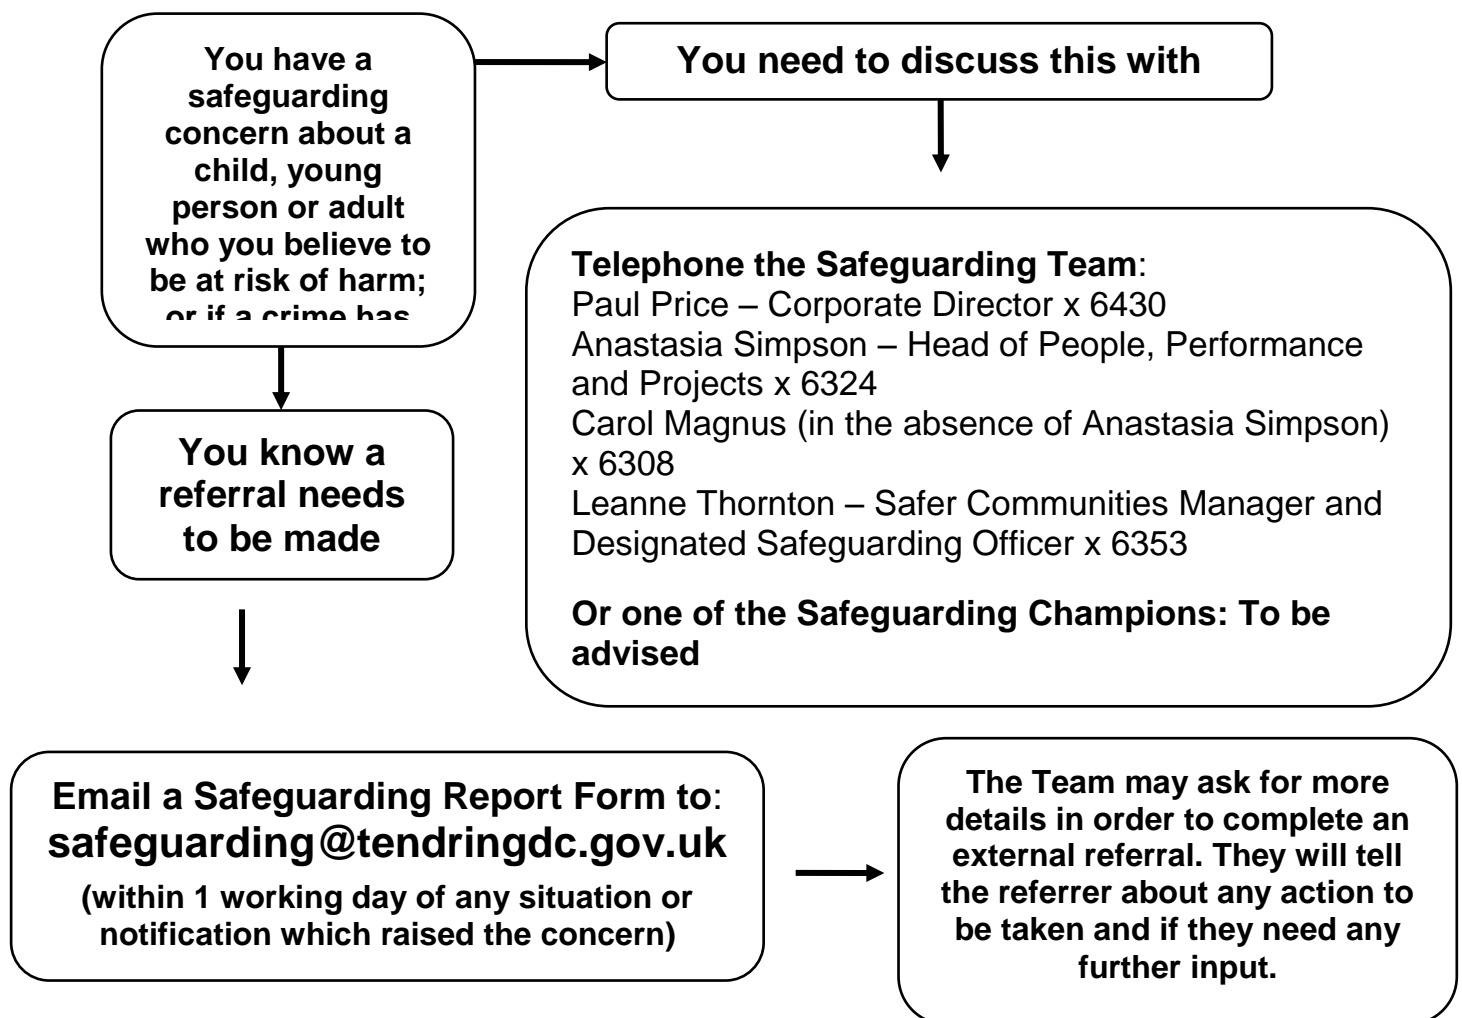 You have a
safeguarding
concern about a
child, young
person or adult
who you believe to
be at risk of harm;
or if a crime has
You need to discuss this with
Telephone the Safeguarding Team:
Paul Price – Corporate Director x 6430
Anastasia Simpson – Head of People, Performance
and Projects x 6324
Carol Magnus (in the absence of Anastasia Simpson)
x 6308
Leanne Thornton – Safer Communities Manager and
Designated Safeguarding Officer x 6353
Or one of the Safeguarding Champions: To be
advised
You know a
referral needs
to be made
Email a Safeguarding Report Form to:
safeguarding@tendringdc.gov.uk
(within 1 working day of any situation or
notification which raised the concern)
The Team may ask for more
details in order to complete an
external referral. They will tell
the referrer about any action to
be taken and if they need any
further input.